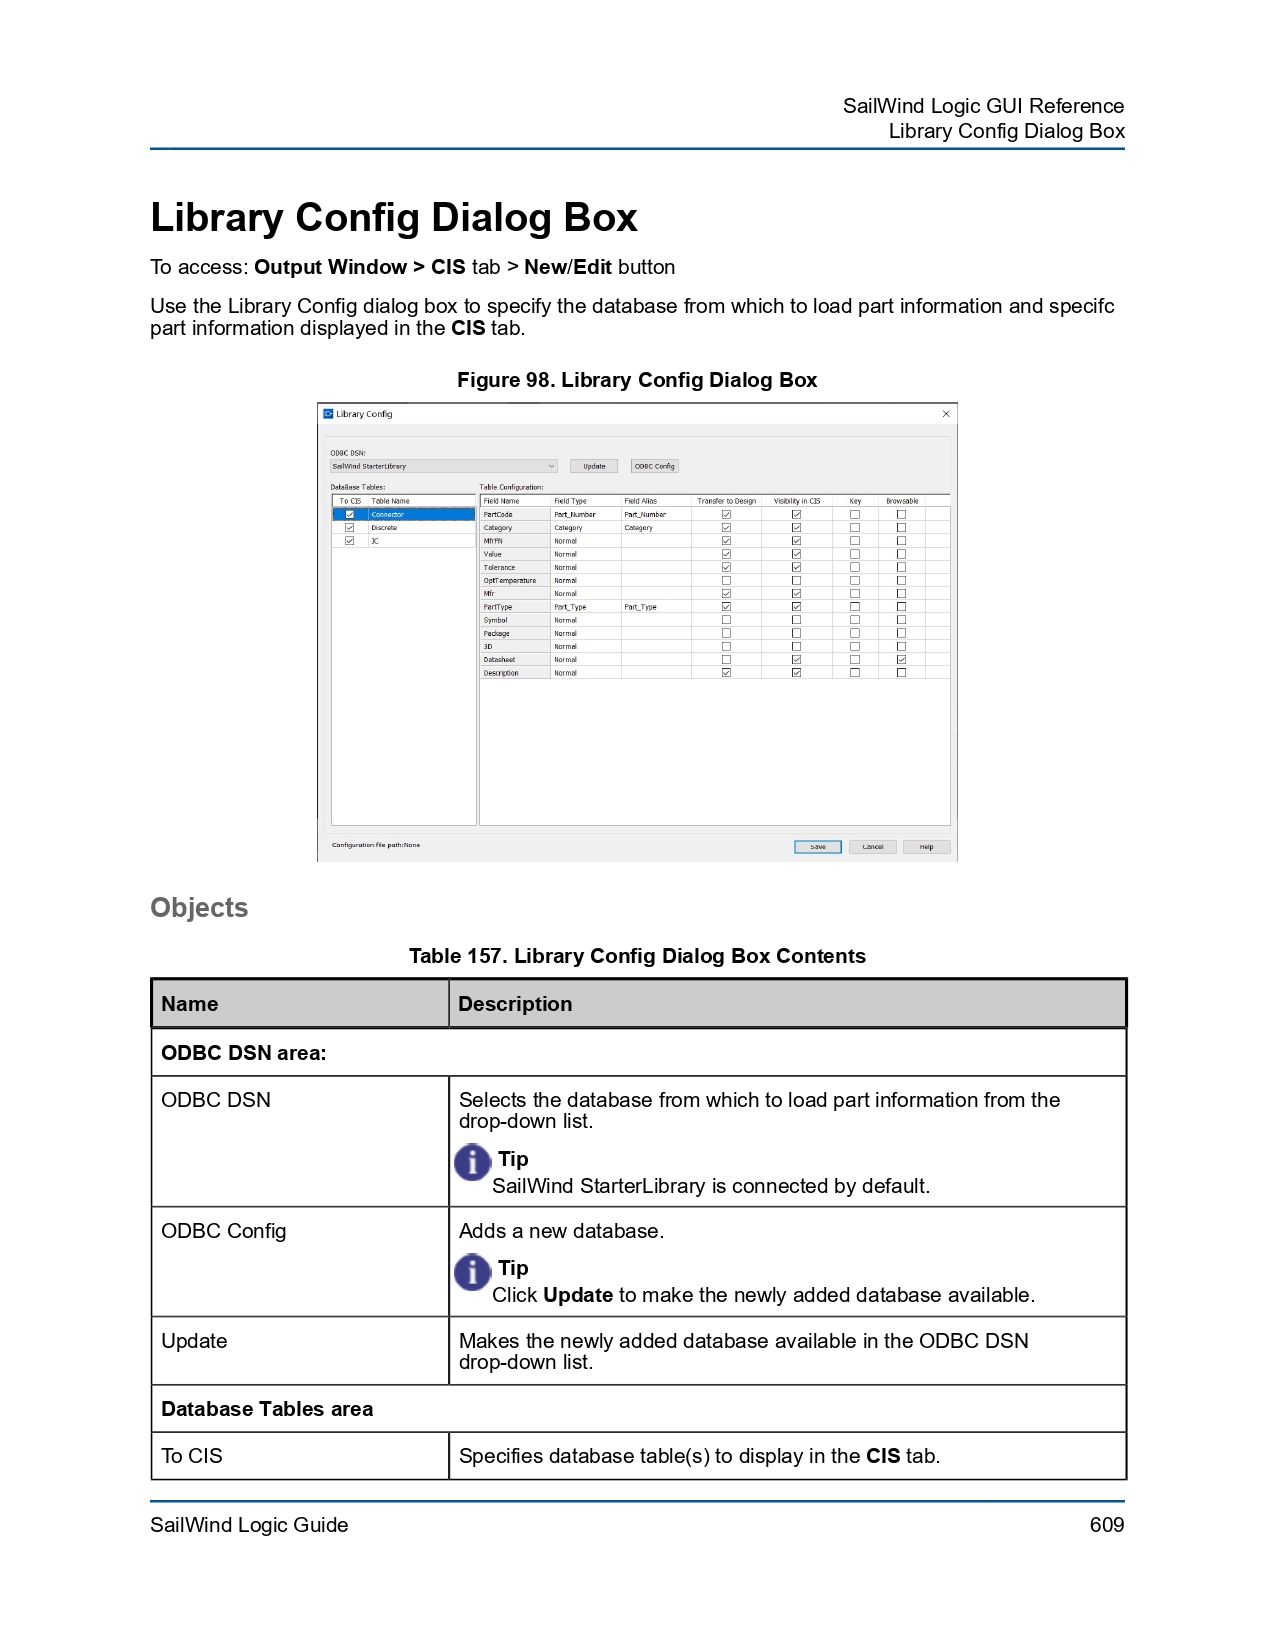 SailWind Logic GUI Reference
Library Config Dialog Box
Library Config Dialog Box
To access: Output Window > CIS tab > New/Edit button
Use the Library Config dialog box to specify the database from which to load part information and specifc
part information displayed in the CIS tab.
Figure 98. Library Config Dialog Box
Library Config
ODBC DSN:
SailWind StarterLibrary Update ODBC Config
DataBase Tables: Table Configuration:
To CIS Table Name Field Name Field Type Field Alias Transfer to Design Visibility in CIS Key Browsable
Connector PartCode Part_Number Part_Number
Discrete Category Category Category
IC MfrPN Normal
Value Normal
Tolerance Normal
OptTemperature Normal
Mfr Normal
PartType Part_Type Part_Type
Symbol Normal
Package Normal
3D Normal
Datasheet Normal
Description Normal
Configuration file path:None Save Cancel Help
Objects
Table 157. Library Config Dialog Box Contents
Name Description
ODBC DSN area:
ODBC DSN Selects the database from which to load part information from the
drop-down list.
Tip
SailWind StarterLibrary is connected by default.
ODBC Config Adds a new database.
Tip
Click Update to make the newly added database available.
Update Makes the newly added database available in the ODBC DSN
drop-down list.
Database Tables area
To CIS Specifies database table(s) to display in the CIS tab.
SailWind Logic Guide 609